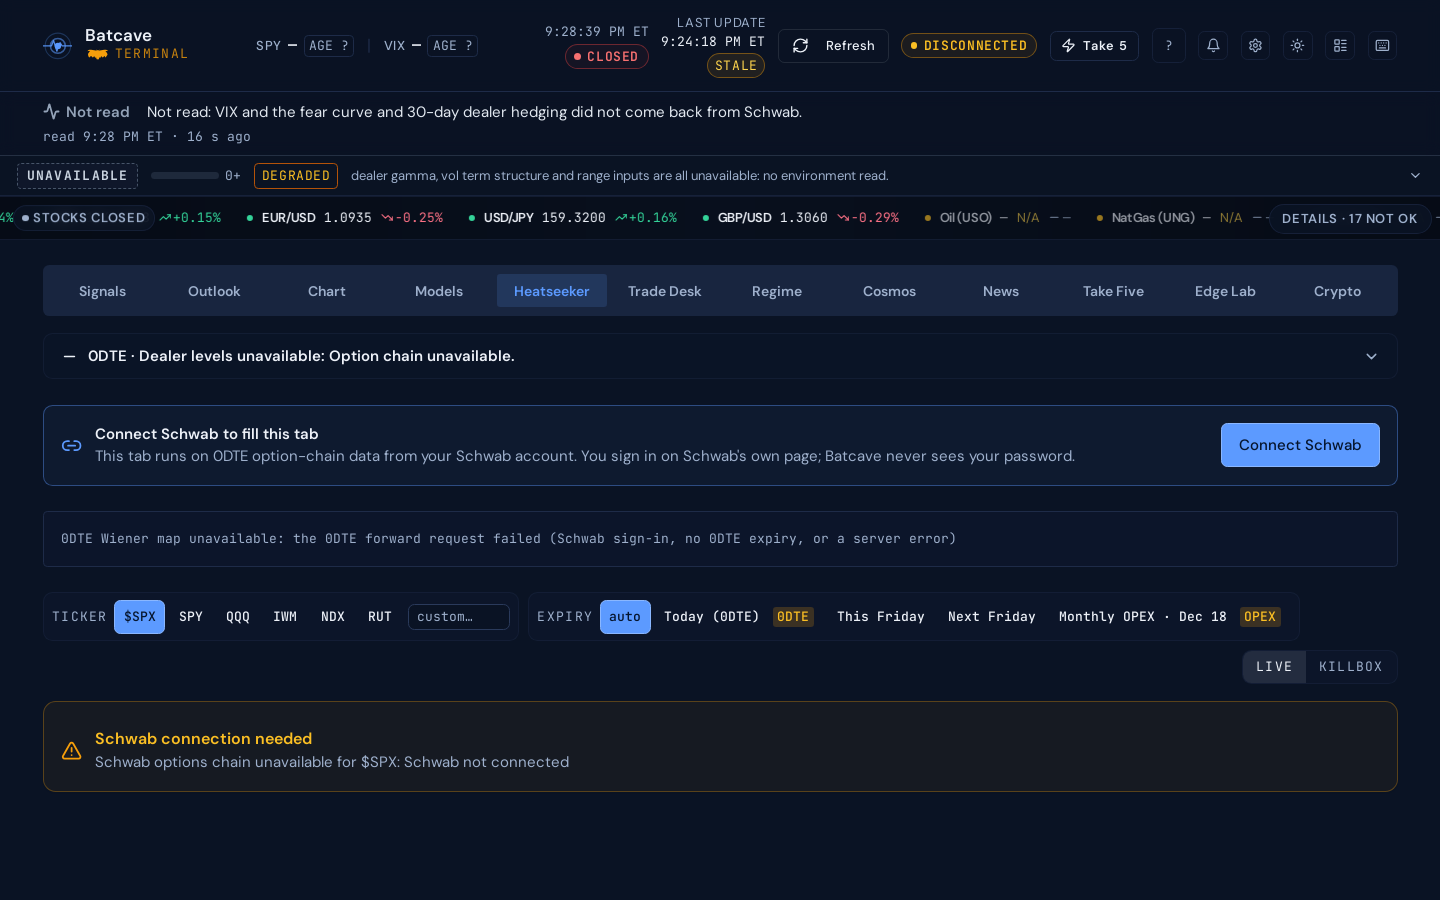 Batcave
TERMINAL
SPY — AGE ? | VIX — AGE ?
9:28:39 PM ET
CLOSED
LAST UPDATE
9:24:18 PM ET
STALE
Refresh
DISCONNECTED
Take 5
?
Not read Not read: VIX and the fear curve and 30-day dealer hedging did not come back from Schwab.
read 9:28 PM ET · 16 s ago
UNAVAILABLE 0+ DEGRADED dealer gamma, vol term structure and range inputs are all unavailable: no environment read.
4% STOCKS CLOSED +0.15% EUR/USD 1.0935 -0.25% USD/JPY 159.3200 +0.16% GBP/USD 1.3060 -0.29% Oil (USO) — N/A — — NatGas (UNG) — N/A — — DETAILS · 17 NOT OK
Signals Outlook Chart Models Heatseeker Trade Desk Regime Cosmos News Take Five Edge Lab Crypto
— 0DTE · Dealer levels unavailable: Option chain unavailable.
Connect Schwab to fill this tab
This tab runs on 0DTE option-chain data from your Schwab account. You sign in on Schwab's own page; Batcave never sees your password.
Connect Schwab
0DTE Wiener map unavailable: the 0DTE forward request failed (Schwab sign-in, no 0DTE expiry, or a server error)
TICKER $SPX SPY QQQ IWM NDX RUT custom…
EXPIRY auto Today (0DTE) 0DTE This Friday Next Friday Monthly OPEX · Dec 18 OPEX
LIVE KILLBOX
Schwab connection needed
Schwab options chain unavailable for $SPX: Schwab not connected